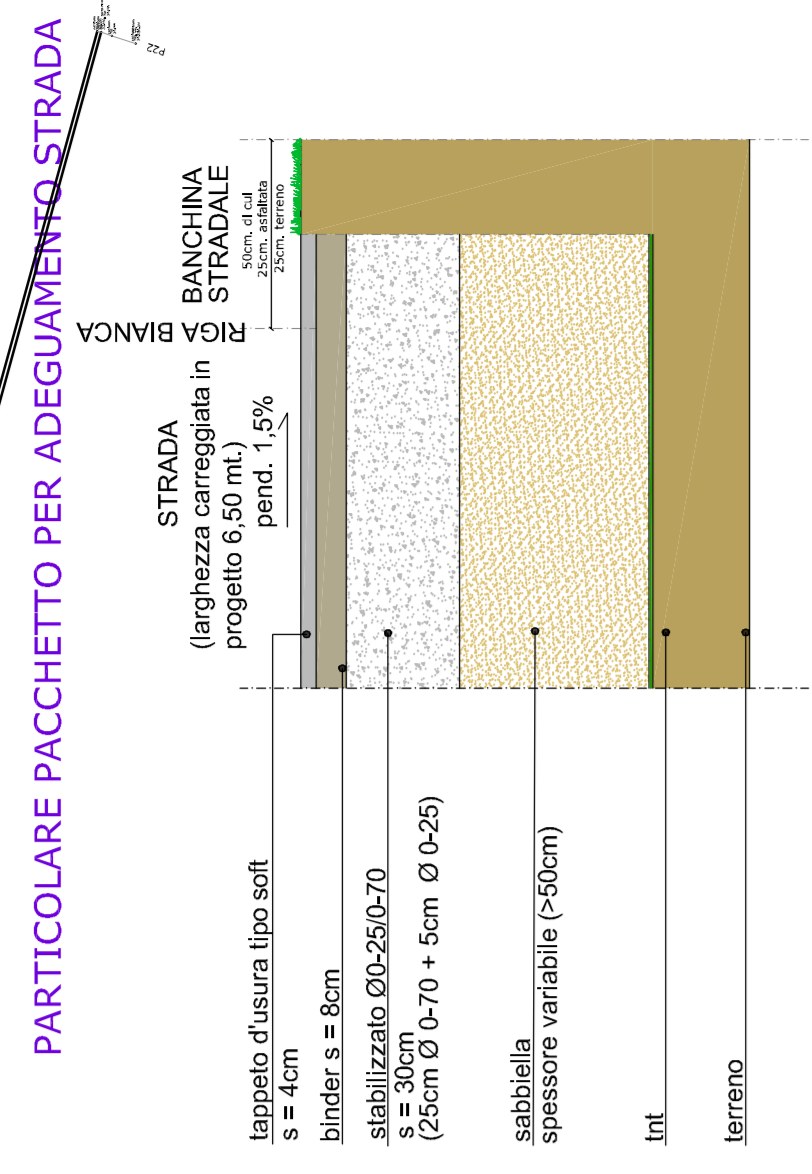 PARTICOLARE PACCHETTO PER ADEGUAMENTO STRADA
P22
STRADA
(larghezza carreggiata in
progetto 6,50 mt.)
pend. 1,5%
RIGA BIANCA
BANCHINA
STRADALE
50cm. di cui
25cm. asfaltata
25cm. terreno
tappeto d'usura tipo soft
s = 4cm
binder s = 8cm
stabilizzato Ø0-25/0-70
s = 30cm
(25cm Ø 0-70 + 5cm Ø 0-25)
sabbiella
spessore variabile (>50cm)
tnt
terreno